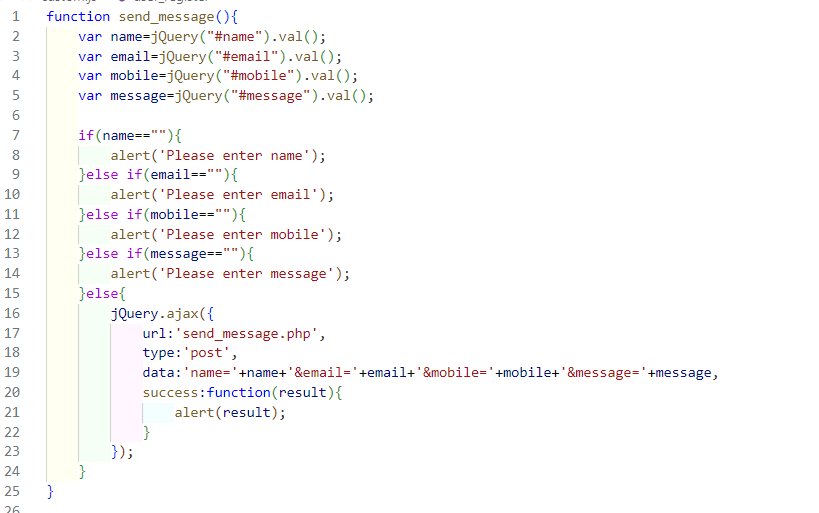 1 function send_message(){
2     var name=jQuery("#name").val();
3     var email=jQuery("#email").val();
4     var mobile=jQuery("#mobile").val();
5     var message=jQuery("#message").val();
6
7     if(name==""){
8         alert('Please enter name');
9     }else if(email==""){
10         alert('Please enter email');
11     }else if(mobile==""){
12         alert('Please enter mobile');
13     }else if(message==""){
14         alert('Please enter message');
15     }else{
16         jQuery.ajax({
17             url:'send_message.php',
18             type:'post',
19             data:'name='+name+'&email='+email+'&mobile='+mobile+'&message='+message,
20             success:function(result){
21                 alert(result);
22             }
23         });
24     }
25 }
26